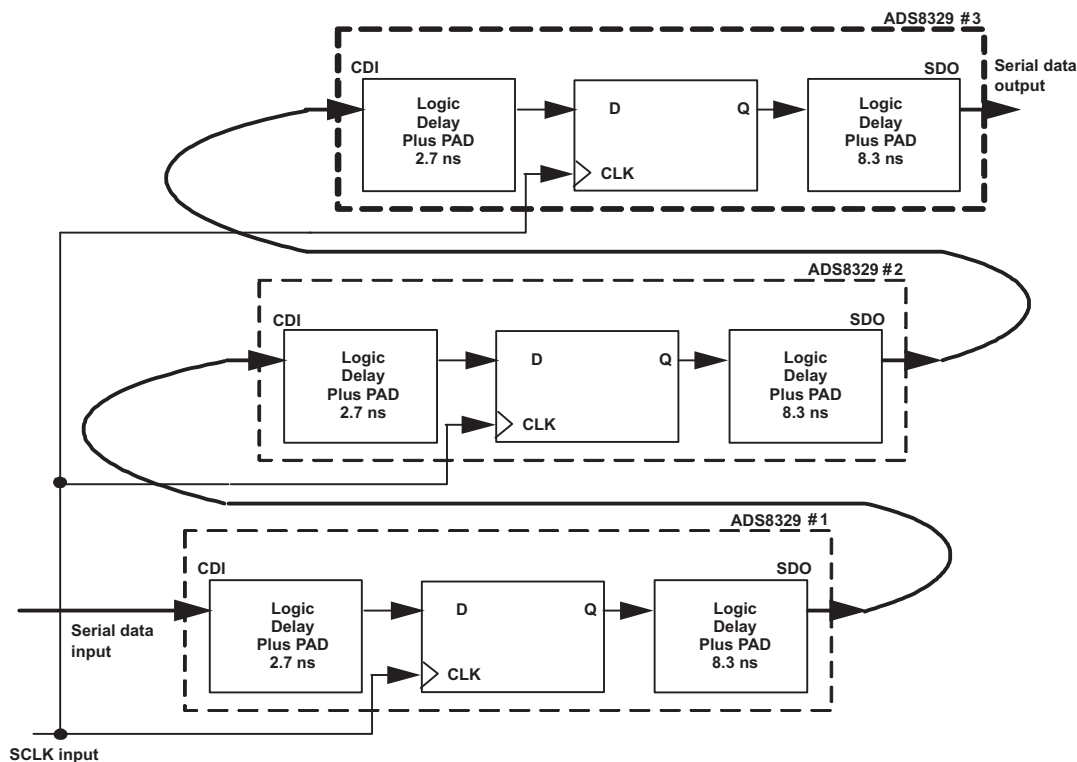 ADS8329 #3
CDI
SDO
Serial data
output
Logic
Delay
Plus PAD
2.7 ns
D
Q
CLK
Logic
Delay
Plus PAD
8.3 ns
ADS8329 #2
CDI
SDO
Logic
Delay
Plus PAD
2.7 ns
D
Q
CLK
Logic
Delay
Plus PAD
8.3 ns
ADS8329 #1
CDI
SDO
Serial data
input
Logic
Delay
Plus PAD
2.7 ns
D
Q
CLK
Logic
Delay
Plus PAD
8.3 ns
SCLK input